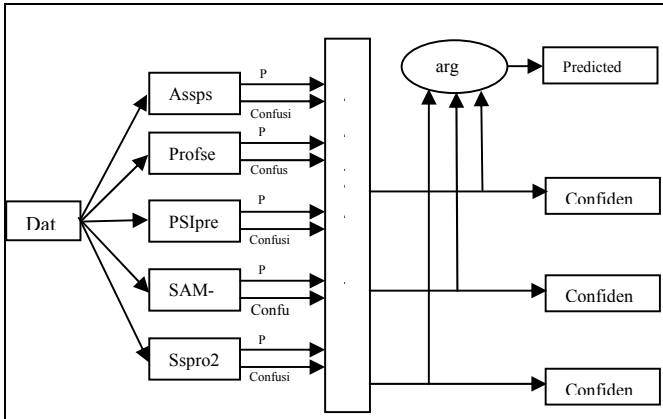 Dat
Assps
P
Confusi
Profse
P
Confus
PSIpre
P
Confusi
SAM-
P
Confu
Sspro2
P
Confusi
arg
Predicted
Confiden
Confiden
Confiden